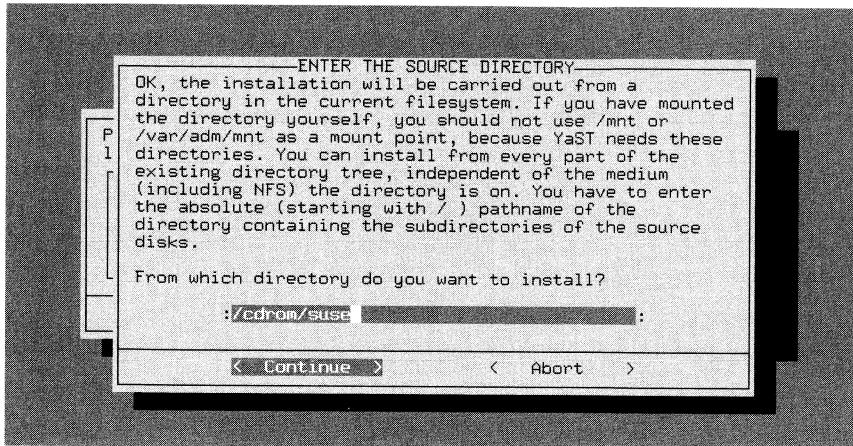 ENTER THE SOURCE DIRECTORY
OK, the installation will be carried out from a
directory in the current filesystem. If you have mounted
the directory yourself, you should not use /mnt or
/var/adm/mnt as a mount point, because YaST needs these
directories. You can install from every part of the
existing directory tree, independent of the medium
(including NFS) the directory is on. You have to enter
the absolute (starting with / ) pathname of the
directory containing the subdirectories of the source
disks.
From which directory do you want to install?
:/cdrom/suse :
< Continue > < Abort >
P
l